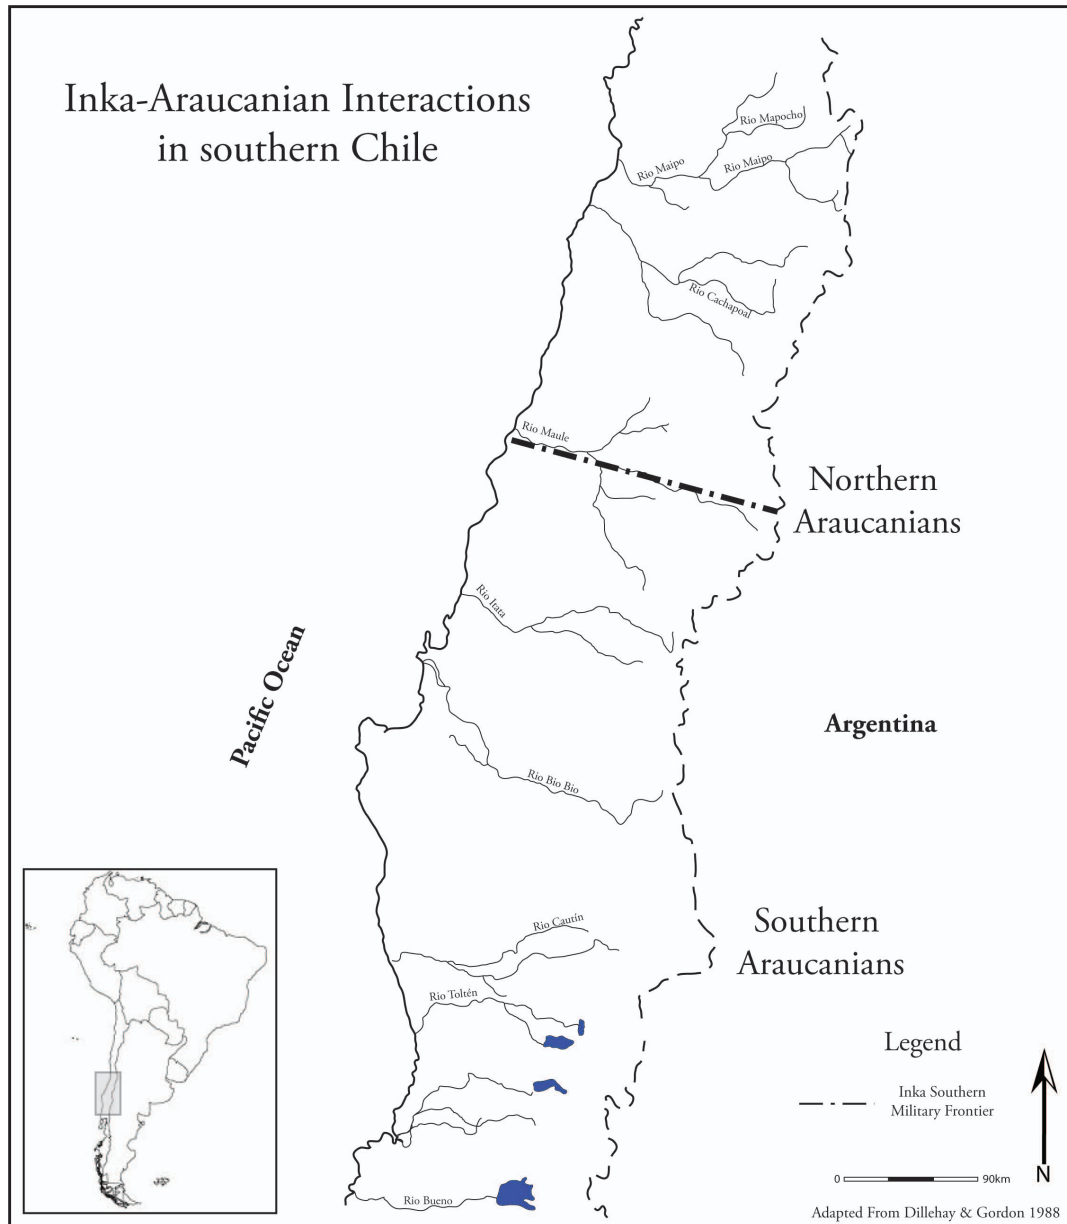 Inka-Araucanian Interactions
in southern Chile
Rio Mapocho
Rio Maipo
Rio Maipo
Rio Cachapoal
Rio Maule
Northern
Araucanians
Rio Itata
Pacific Ocean
Argentina
Rio Bio Bio
Southern
Araucanians
Rio Cautín
Rio Toltén
Legend
Inka Southern
Military Frontier
N
0
90km
Rio Bueno
Adapted From Dillehay & Gordon 1988